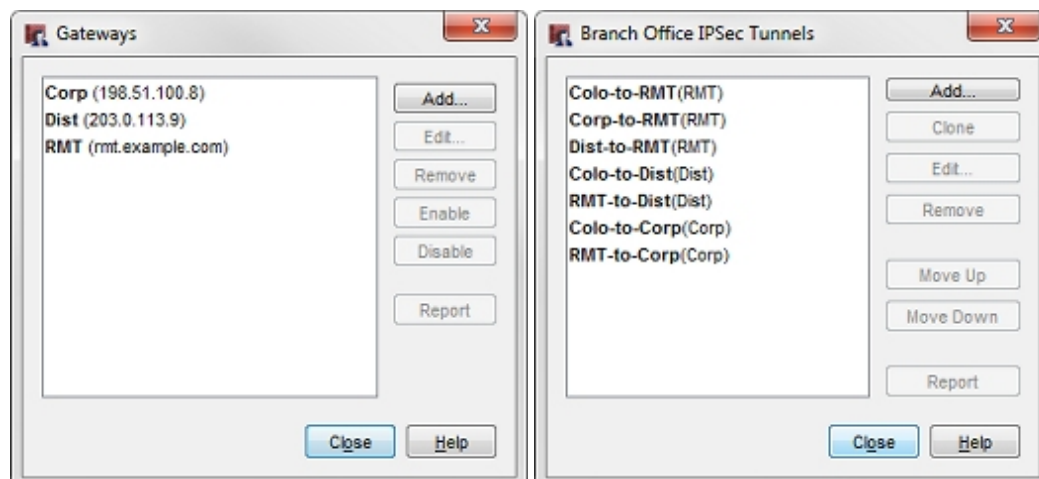 Gateways
Corp (198.51.100.8)
Dist (203.0.113.9)
RMT (rmt.example.com)
Add...
Edit...
Remove
Enable
Disable
Report
Close
Help
Branch Office IPSec Tunnels
Colo-to-RMT(RMT)
Corp-to-RMT(RMT)
Dist-to-RMT(RMT)
Colo-to-Dist(Dist)
RMT-to-Dist(Dist)
Colo-to-Corp(Corp)
RMT-to-Corp(Corp)
Add...
Clone
Edit...
Remove
Move Up
Move Down
Report
Close
Help